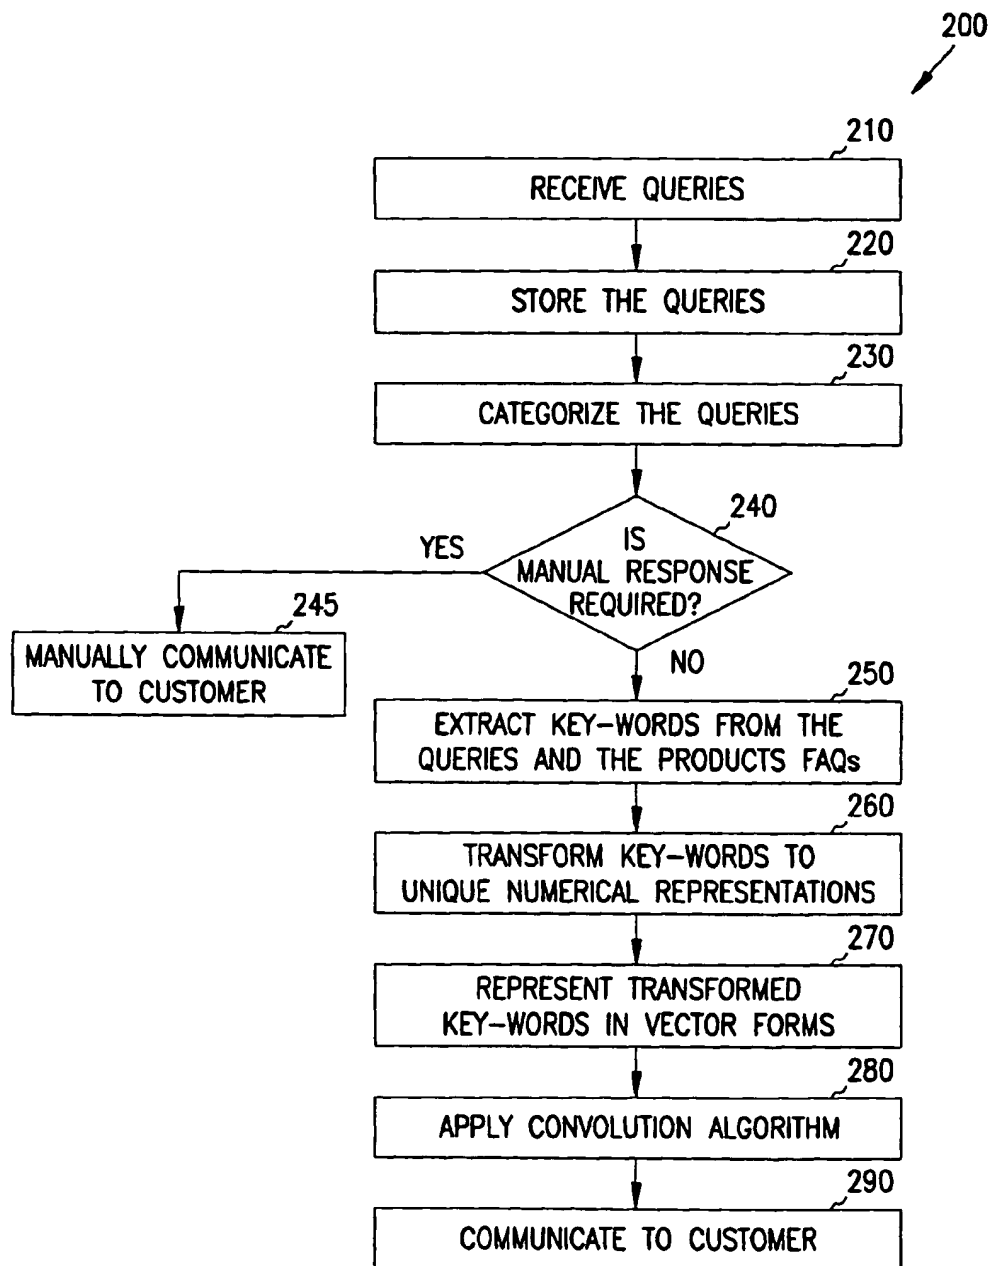 200
210
RECEIVE QUERIES
220
STORE THE QUERIES
230
CATEGORIZE THE QUERIES
240
IS
MANUAL RESPONSE
REQUIRED?
YES
245
MANUALLY COMMUNICATE
TO CUSTOMER
NO
250
EXTRACT KEY-WORDS FROM THE
QUERIES AND THE PRODUCTS FAQs
260
TRANSFORM KEY-WORDS TO
UNIQUE NUMERICAL REPRESENTATIONS
270
REPRESENT TRANSFORMED
KEY-WORDS IN VECTOR FORMS
280
APPLY CONVOLUTION ALGORITHM
290
COMMUNICATE TO CUSTOMER